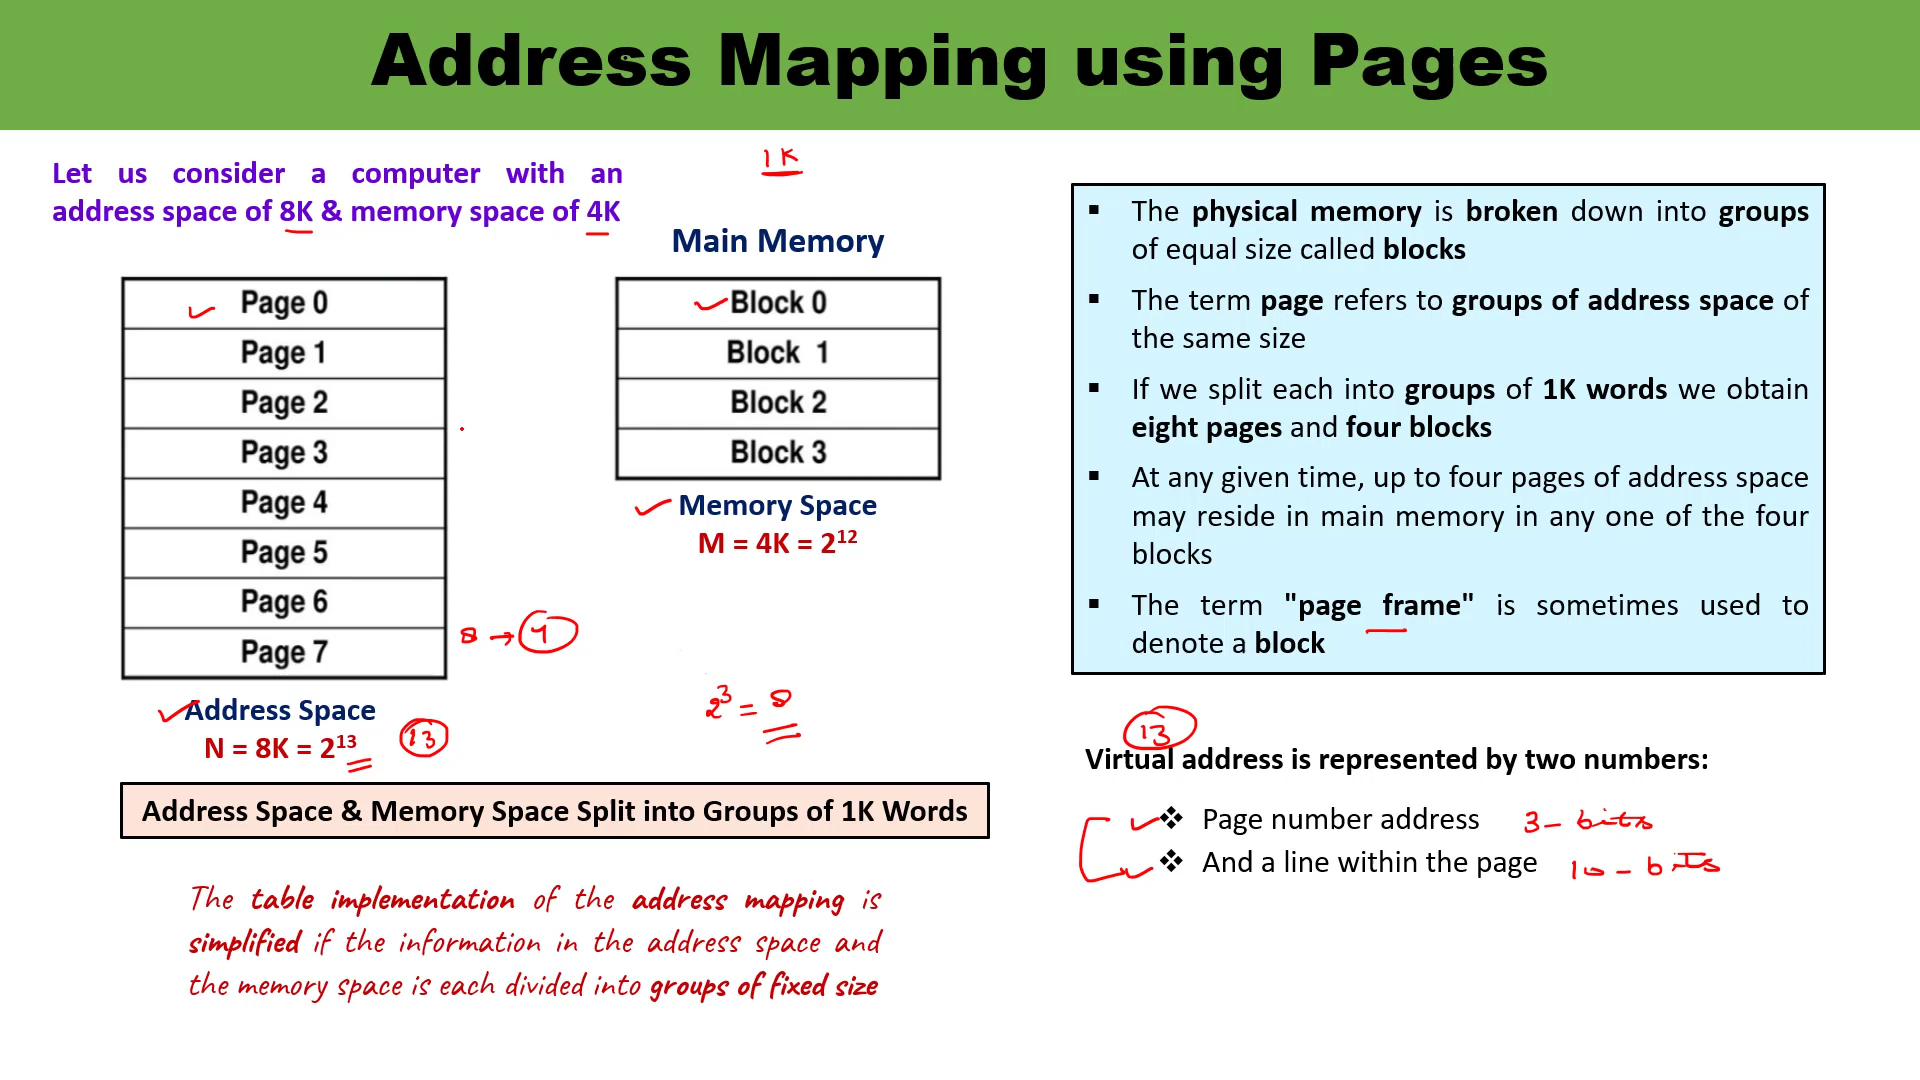 Address Mapping using Pages
Let us consider a computer with an
address space of 8K & memory space of 4K
1K
Main Memory
Page 0
Page 1
Page 2
Page 3
Page 4
Page 5
Page 6
Page 7
8 → 4
Address Space
N = 8K = 2¹³
13
Block 0
Block 1
Block 2
Block 3
Memory Space
M = 4K = 2¹²
2³ = 8
Address Space & Memory Space Split into Groups of 1K Words
The table implementation of the address mapping is
simplified if the information in the address space and
the memory space is each divided into groups of fixed size
▪ The physical memory is broken down into groups
of equal size called blocks
▪ The term page refers to groups of address space of
the same size
▪ If we split each into groups of 1K words we obtain
eight pages and four blocks
▪ At any given time, up to four pages of address space
may reside in main memory in any one of the four
blocks
▪ The term "page frame" is sometimes used to
denote a block
13
Virtual address is represented by two numbers:
❖ Page number address 3 - bits
❖ And a line within the page 10 - bits